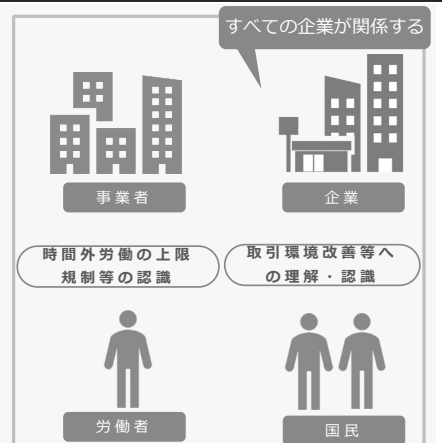 すべての企業が関係する
事業者
企業
時間外労働の上限
規制等の認識
取引環境改善等へ
の理解・認識
労働者
国民